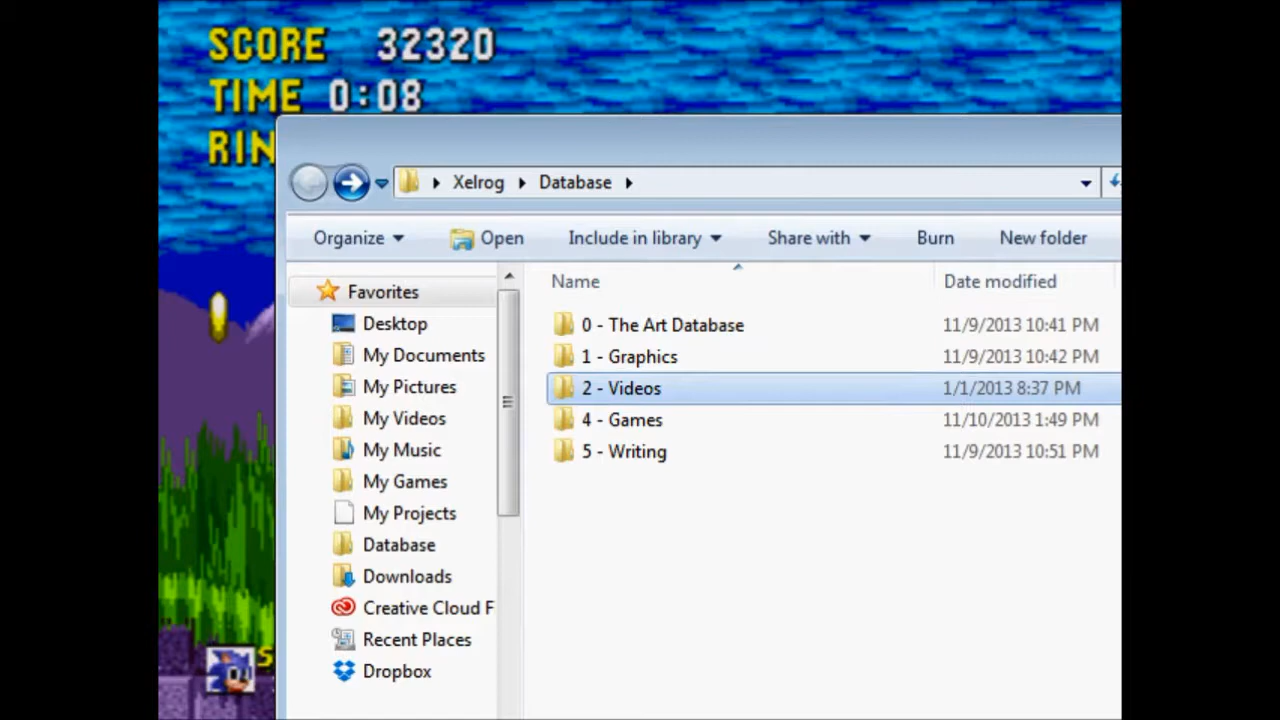 SCORE 32320
TIME 0:08
RIN
Xelrog Database
Organize Open Include in library Share with Burn New folder
Name Date modified
Favorites
Desktop
My Documents
My Pictures
My Videos
My Music
My Games
My Projects
Database
Downloads
Creative Cloud F
Recent Places
Dropbox
0 - The Art Database 11/9/2013 10:41 PM
1 - Graphics 11/9/2013 10:42 PM
2 - Videos 1/1/2013 8:37 PM
4 - Games 11/10/2013 1:49 PM
5 - Writing 11/9/2013 10:51 PM
S